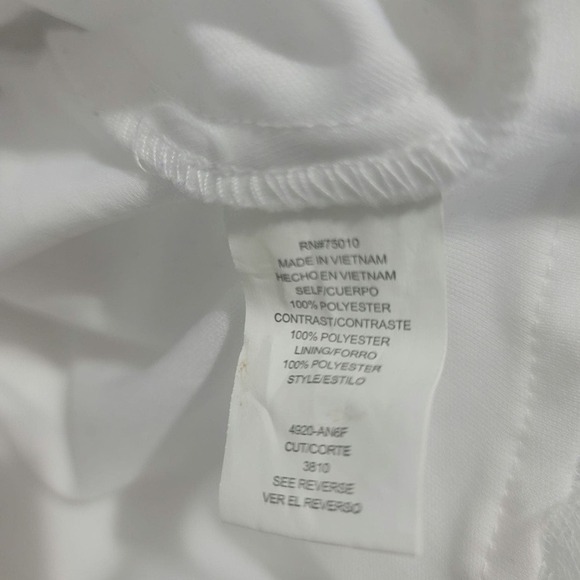 RN#75010
MADE IN VIETNAM
HECHO EN VIETNAM
SELF/CUERPO
100% POLYESTER
CONTRAST/CONTRASTE
100% POLYESTER
LINING/FORRO
100% POLYESTER
STYLE/ESTILO
4920-AN6F
CUT/CORTE
3810
SEE REVERSE
VER EL REVERSO